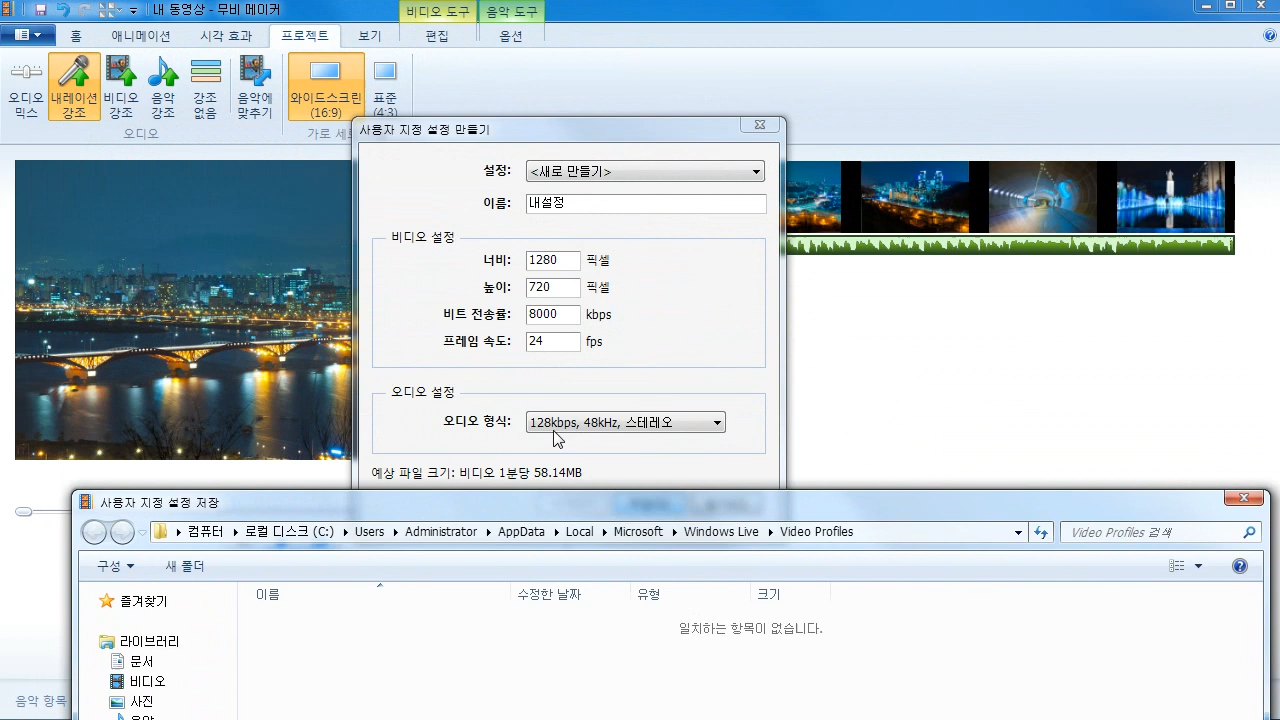 내 동영상 - 무비 메이커
비디오 도구
음악 도구
홈
애니메이션
시각 효과
프로젝트
보기
편집
옵션
오디오
믹스
내레이션
강조
비디오
강조
음악
강조
강조
없음
음악에
맞추기
와이드스크린
(16:9)
표준
(4:3)
오디오
가로 세
사용자 지정 설정 만들기
설정:
<새로 만들기>
이름:
내설정
비디오 설정
너비:
1280
픽셀
높이:
720
픽셀
비트 전송률:
8000
kbps
프레임 속도:
24
fps
오디오 설정
오디오 형식:
128kbps, 48kHz, 스테레오
예상 파일 크기: 비디오 1분당 58.14MB
사용자 지정 설정 저장
컴퓨터
로컬 디스크 (C:)
Users
Administrator
AppData
Local
Microsoft
Windows Live
Video Profiles
Video Profiles 검색
구성
새 폴더
즐겨찾기
이름
수정한 날짜
유형
크기
일치하는 항목이 없습니다.
라이브러리
문서
비디오
사진
음악
음악 항목